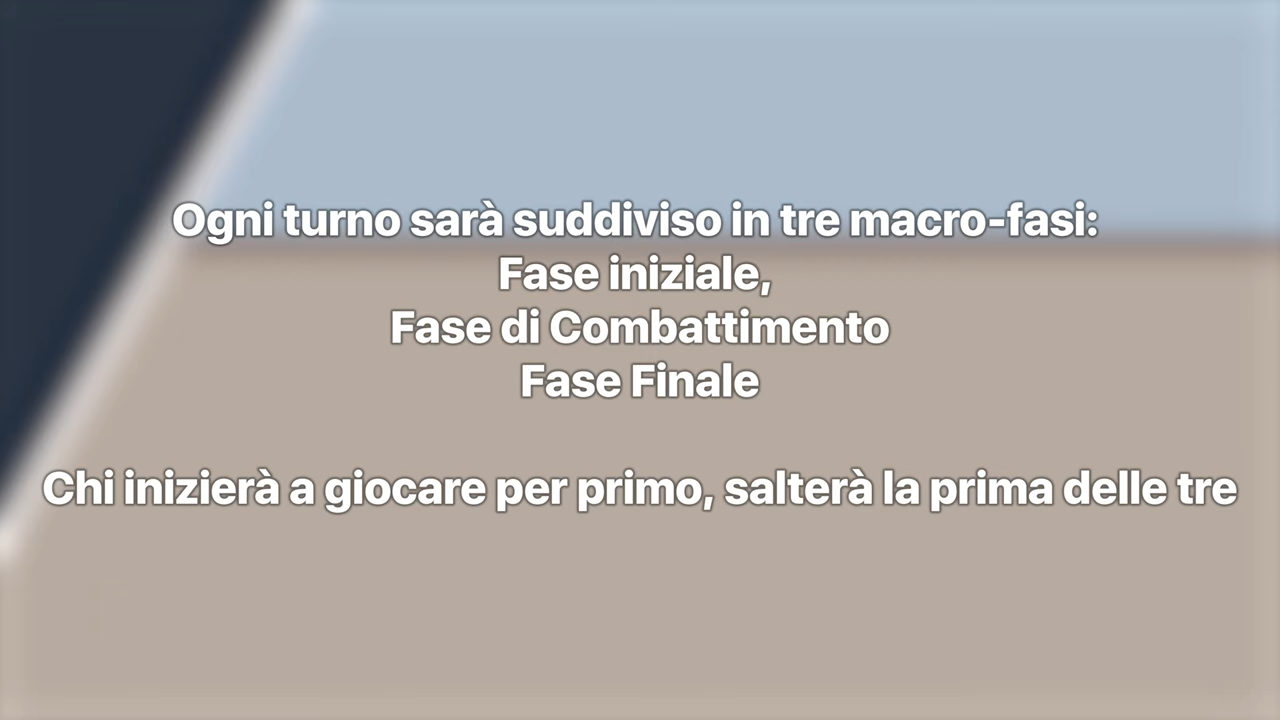 Ogni turno sarà suddiviso in tre macro-fasi:
Fase iniziale,
Fase di Combattimento
Fase Finale
Chi inizierà a giocare per primo, salterà la prima delle tre